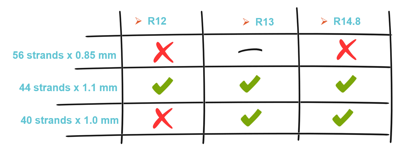 R12 R13 R14.8
56 strands x 0.85 mm
44 strands x 1.1 mm
40 strands x 1.0 mm